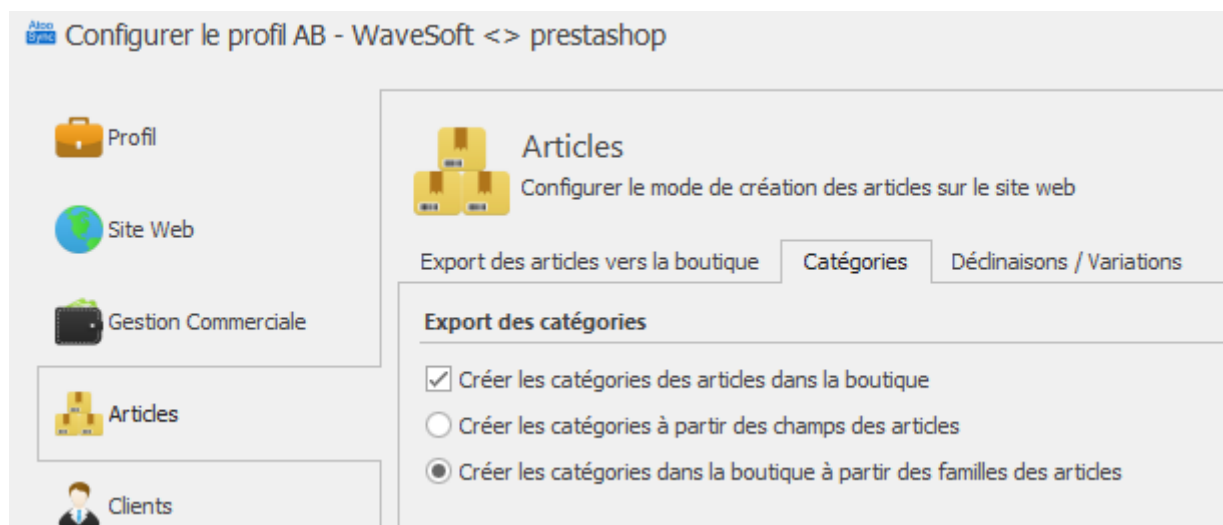 Atoo
Sync
Configurer le profil AB - WaveSoft <> prestashop
Profil
Site Web
Gestion Commerciale
Articles
Clients
Articles
Configurer le mode de création des articles sur le site web
Export des articles vers la boutique
Catégories
Déclinaisons / Variations
Export des catégories
Créer les catégories des articles dans la boutique
Créer les catégories à partir des champs des articles
Créer les catégories dans la boutique à partir des familles des articles